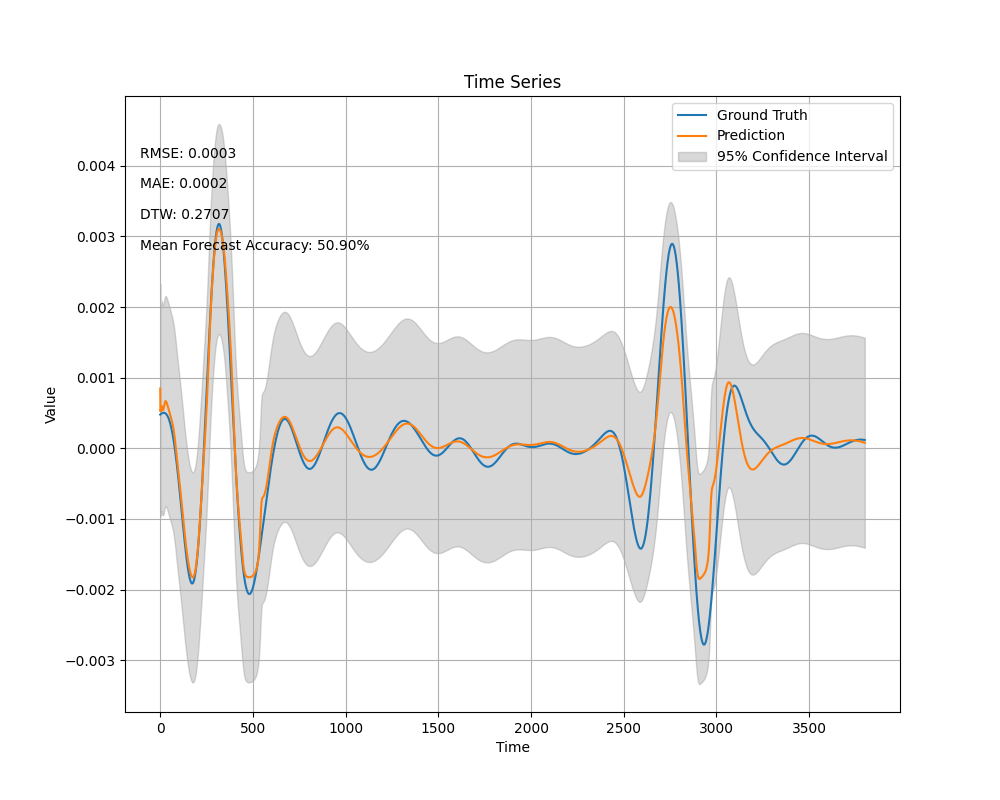 Time Series
Ground Truth
Prediction
95% Confidence Interval
RMSE: 0.0003
MAE: 0.0002
DTW: 0.2707
Mean Forecast Accuracy: 50.90%
0.004
0.003
0.002
0.001
0.000
−0.001
−0.002
−0.003
Value
0 500 1000 1500 2000 2500 3000 3500
Time